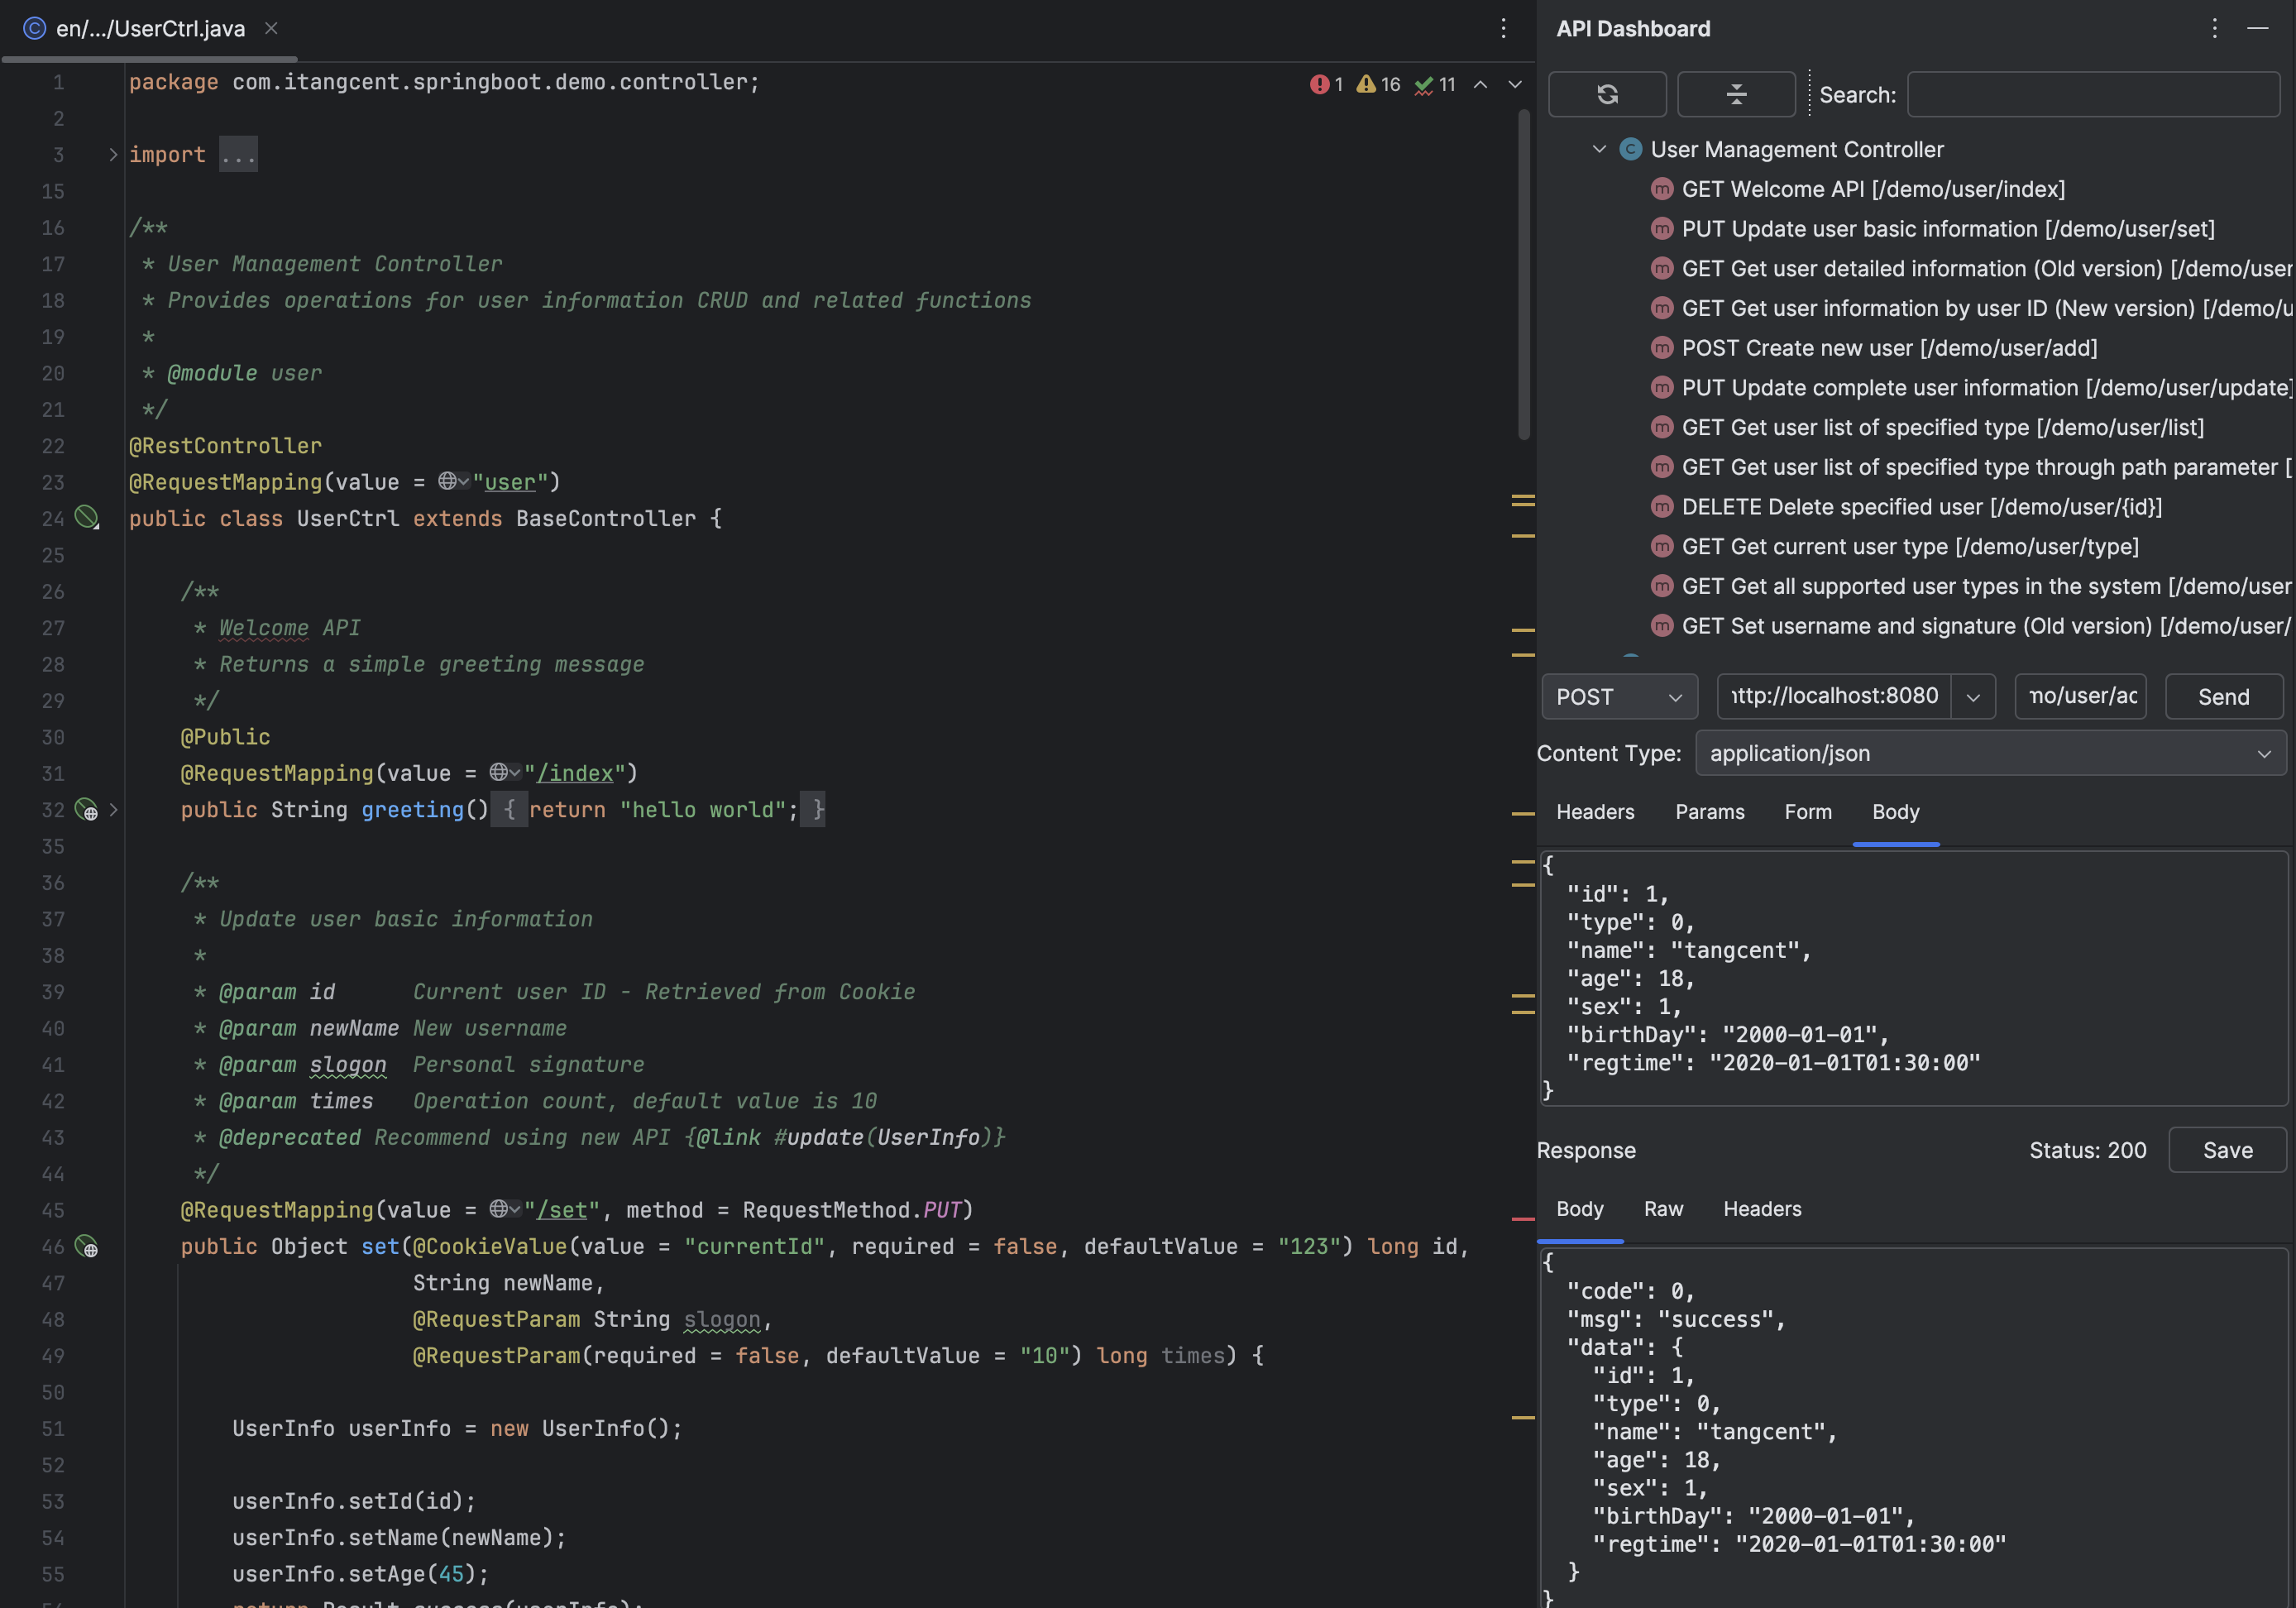 en/.../UserCtrl.java
1 package com.itangcent.springboot.demo.controller;
1 16 11
2
3 import ...
15
16 /**
17 * User Management Controller
18 * Provides operations for user information CRUD and related functions
19 *
20 * @module user
21 */
22 @RestController
23 @RequestMapping(value = "user")
24 public class UserCtrl extends BaseController {
25
26 /**
27 * Welcome API
28 * Returns a simple greeting message
29 */
30 @Public
31 @RequestMapping(value = "/index")
32 public String greeting() { return "hello world"; }
35
36 /**
37 * Update user basic information
38 *
39 * @param id Current user ID - Retrieved from Cookie
40 * @param newName New username
41 * @param slogon Personal signature
42 * @param times Operation count, default value is 10
43 * @deprecated Recommend using new API {@link #update(UserInfo)}
44 */
45 @RequestMapping(value = "/set", method = RequestMethod.PUT)
46 public Object set(@CookieValue(value = "currentId", required = false, defaultValue = "123") long id,
47 String newName,
48 @RequestParam String slogon,
49 @RequestParam(required = false, defaultValue = "10") long times) {
50
51 UserInfo userInfo = new UserInfo();
52
53 userInfo.setId(id);
54 userInfo.setName(newName);
55 userInfo.setAge(45);
return Result.success(userInfo);
API Dashboard
Search:
C User Management Controller
m GET Welcome API [/demo/user/index]
m PUT Update user basic information [/demo/user/set]
m GET Get user detailed information (Old version) [/demo/user
m GET Get user information by user ID (New version) [/demo/u
m POST Create new user [/demo/user/add]
m PUT Update complete user information [/demo/user/update]
m GET Get user list of specified type [/demo/user/list]
m GET Get user list of specified type through path parameter [
m DELETE Delete specified user [/demo/user/{id}]
m GET Get current user type [/demo/user/type]
m GET Get all supported user types in the system [/demo/user
m GET Set username and signature (Old version) [/demo/user/
POST ttp://localhost:8080 mo/user/ac Send
Content Type: application/json
Headers Params Form Body
{
"id": 1,
"type": 0,
"name": "tangcent",
"age": 18,
"sex": 1,
"birthDay": "2000-01-01",
"regtime": "2020-01-01T01:30:00"
}
Response Status: 200 Save
Body Raw Headers
{
"code": 0,
"msg": "success",
"data": {
"id": 1,
"type": 0,
"name": "tangcent",
"age": 18,
"sex": 1,
"birthDay": "2000-01-01",
"regtime": "2020-01-01T01:30:00"
}
}